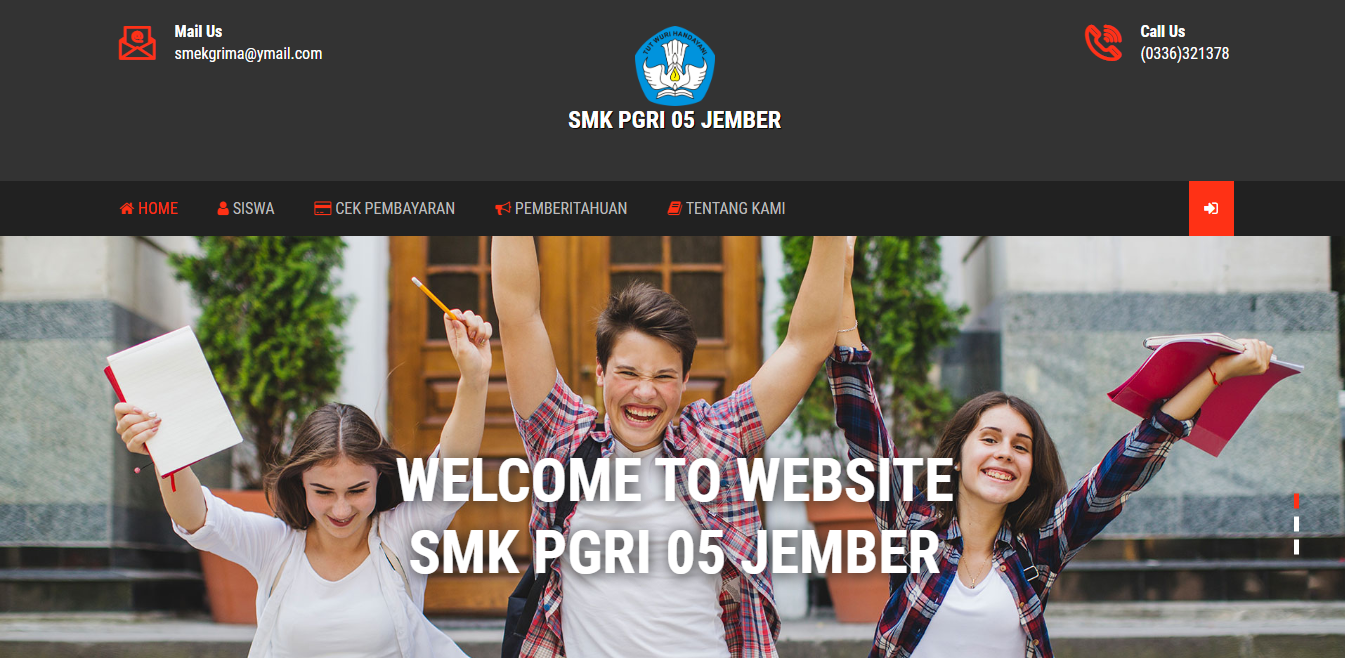 Mail Us
smekgrima@ymail.com
TUT WURI HANDAYANI
SMK PGRI 05 JEMBER
Call Us
(0336)321378
HOME
SISWA
CEK PEMBAYARAN
PEMBERITAHUAN
TENTANG KAMI
WELCOME TO WEBSITE
SMK PGRI 05 JEMBER